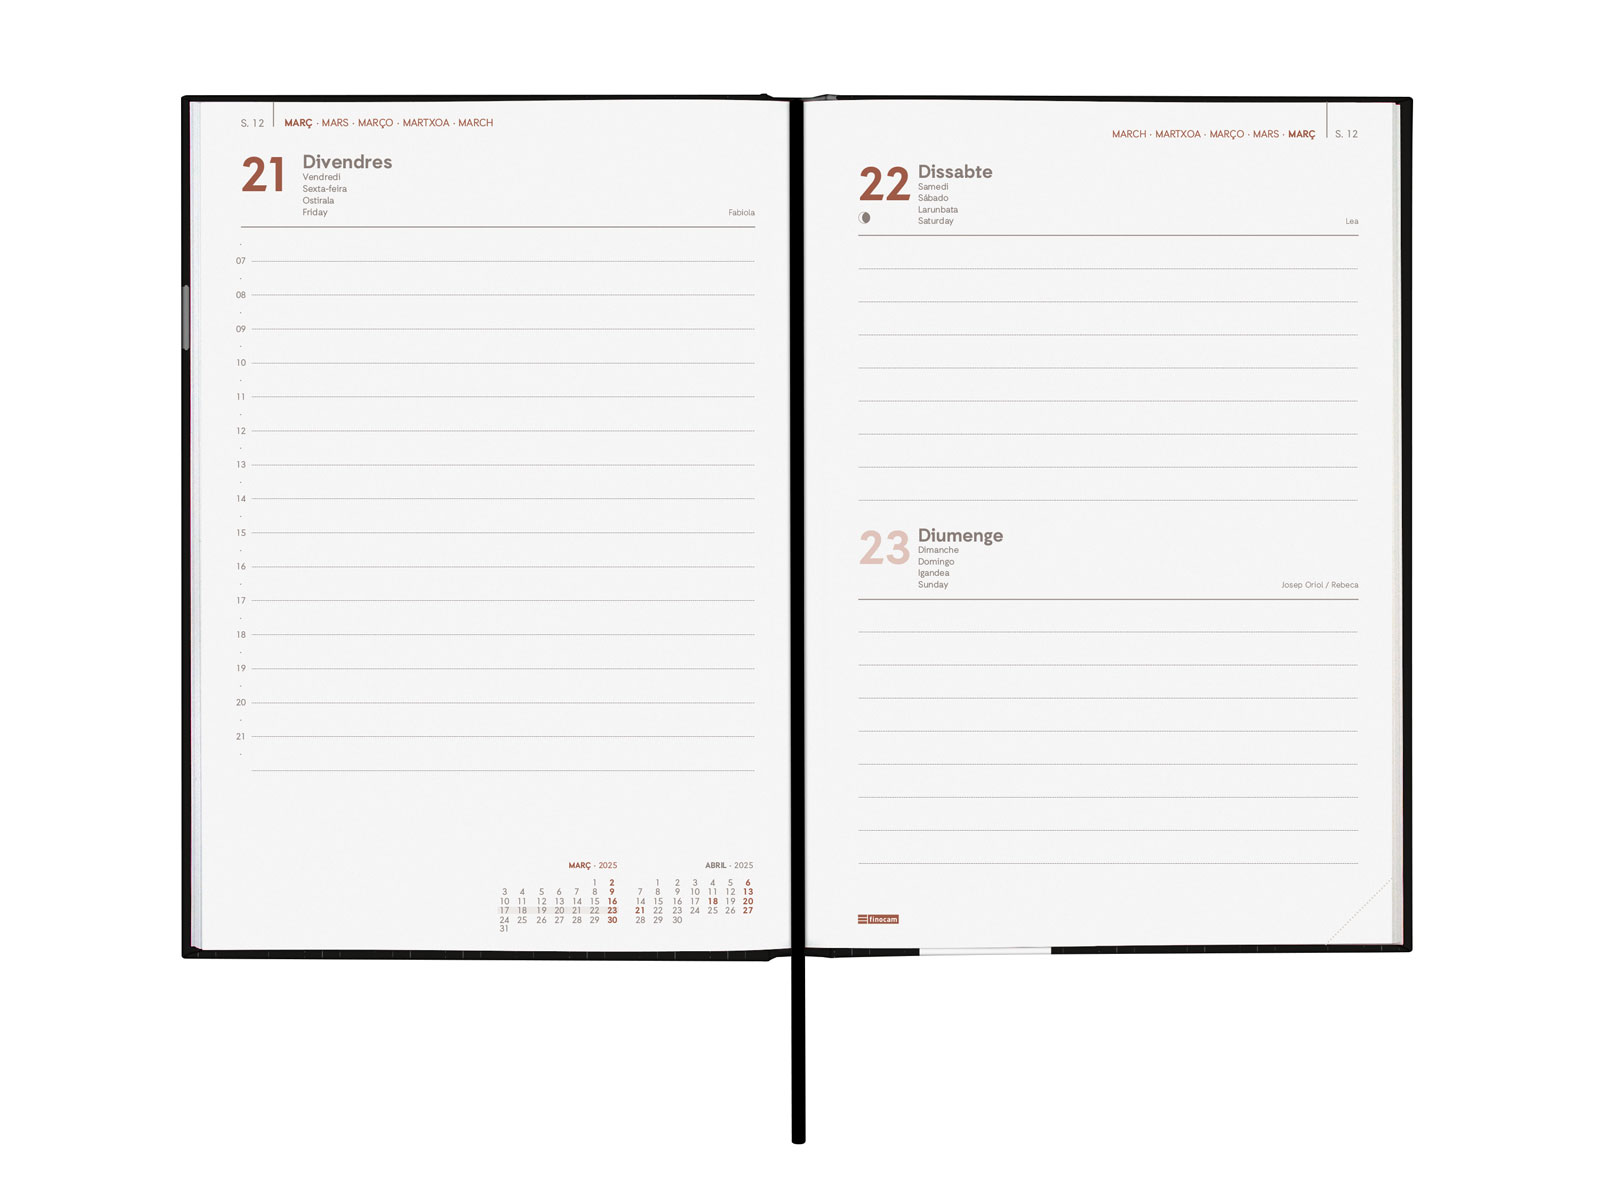 S. 12 MARÇ · MARS · MARÇO · MARTXOA · MARCH
21 Divendres
Vendredi
Sexta-feira
Ostirala
Friday
Fabiola
07
08
09
10
11
12
13
14
15
16
17
18
19
20
21
MARÇ - 2025
1 2
3 4 5 6 7 8 9
10 11 12 13 14 15 16
17 18 19 20 21 22 23
24 25 26 27 28 29 30
31
ABRIL - 2025
1 2 3 4 5 6
7 8 9 10 11 12 13
14 15 16 17 18 19 20
21 22 23 24 25 26 27
28 29 30
MARCH · MARTXOA · MARÇO · MARS · MARÇ S. 12
22 Dissabte
Samedi
Sábado
Larunbata
Saturday
Lea
23 Diumenge
Dimanche
Domingo
Igandea
Sunday
Josep Oriol / Rebeca
finocam